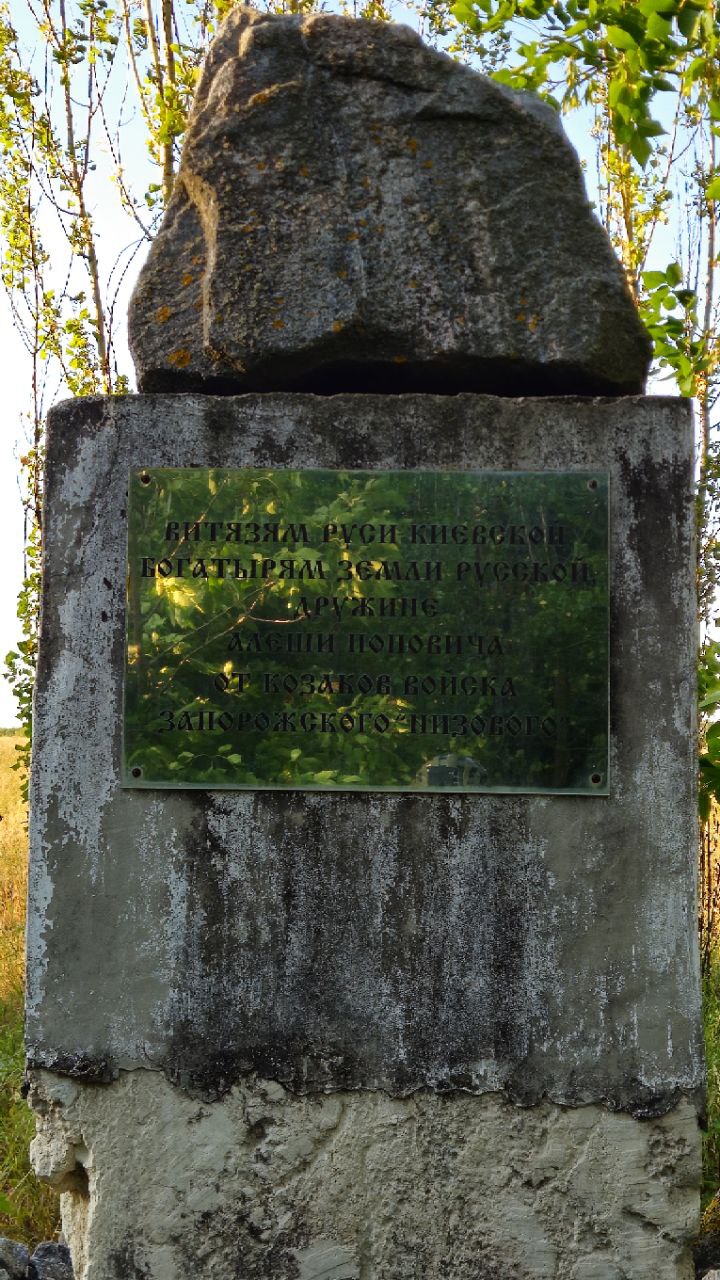 ВИТЯЗЯМ РУСИ КИЕВСКОЙ
БОГАТЫРЯМ ЗЕМЛИ РУССКОЙ
ДРУЖИНЕ
АЛЕШИ ПОПОВИЧА
ОТ КОЗАКОВ ВОЙСКА
ЗАПОРОЖСКОГО "НИЗОВОГО"